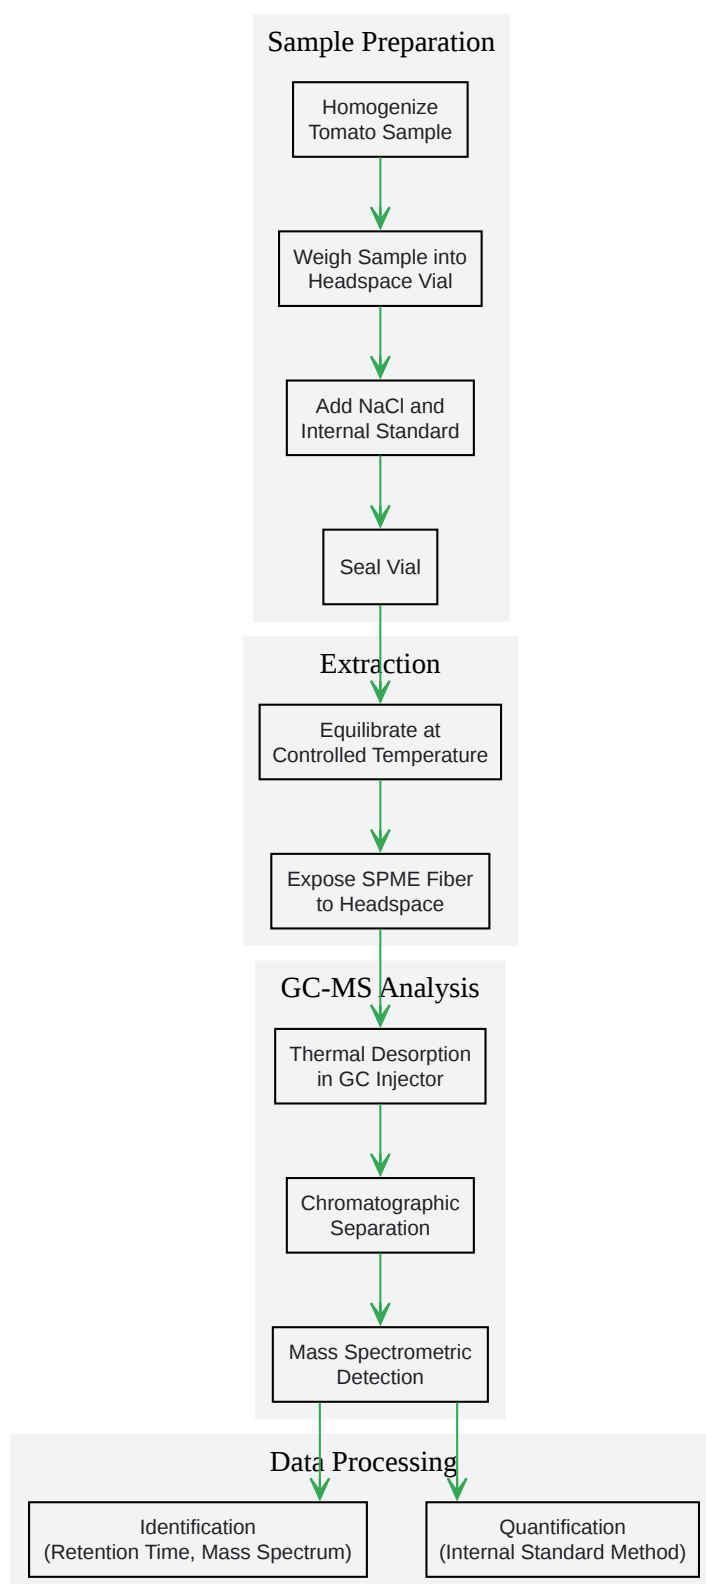 Sample Preparation
Homogenize
Tomato Sample
Weigh Sample into
Headspace Vial
Add NaCl and
Internal Standard
Seal Vial
Extraction
Equilibrate at
Controlled Temperature
Expose SPME Fiber
to Headspace
GC-MS Analysis
Thermal Desorption
in GC Injector
Chromatographic
Separation
Mass Spectrometric
Detection
Data Processing
Identification
(Retention Time, Mass Spectrum)
Quantification
(Internal Standard Method)